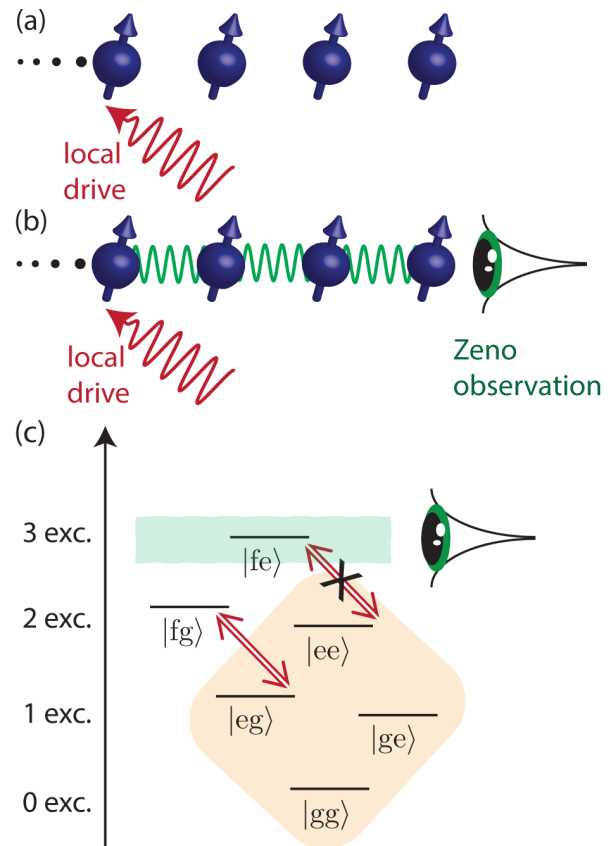 (a)
local
drive
(b)
local
drive
Zeno
observation
(c)
3 exc.
|fe⟩
2 exc.
|fg⟩
|ee⟩
1 exc.
|eg⟩
|ge⟩
0 exc.
|gg⟩